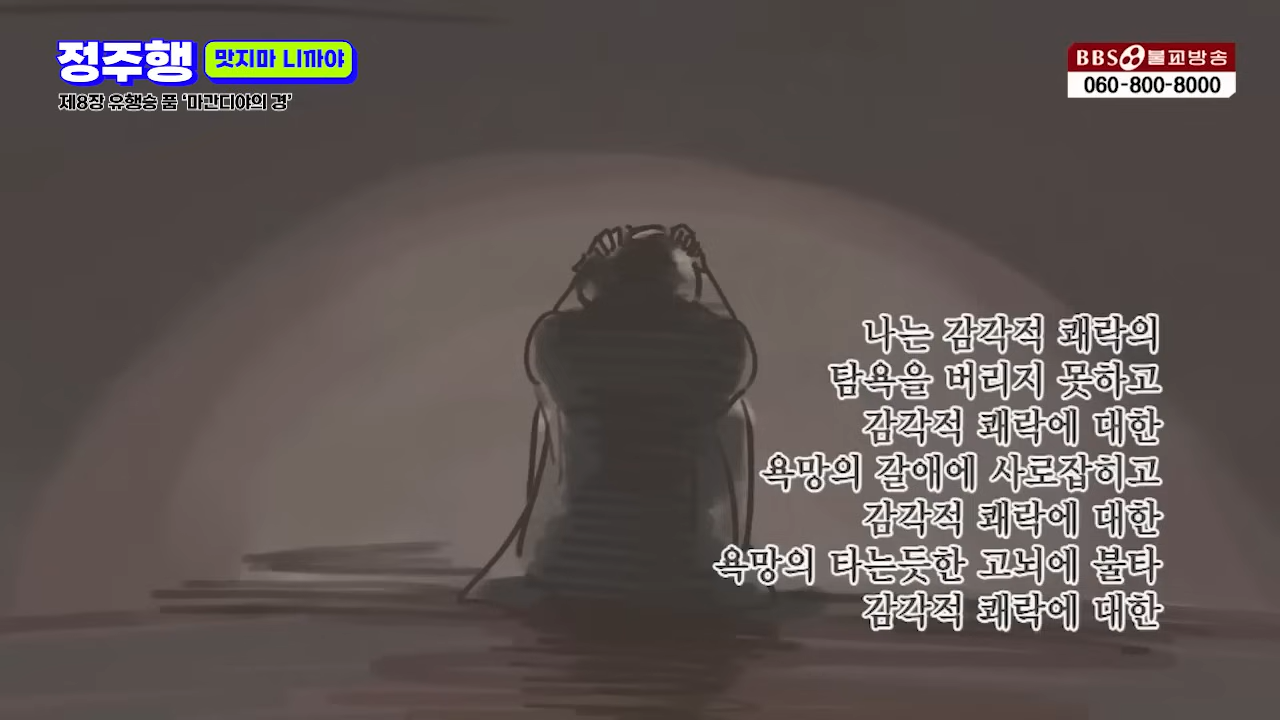 정주행 맛지마 니까야
제8장 유행승 품 '마간디야의 경'
BBS 불교방송
060-800-8000
나는 감각적 쾌락의
탐욕을 버리지 못하고
감각적 쾌락에 대한
욕망의 갈애에 사로잡히고
감각적 쾌락에 대한
욕망의 타는듯한 고뇌에 불타
감각적 쾌락에 대한